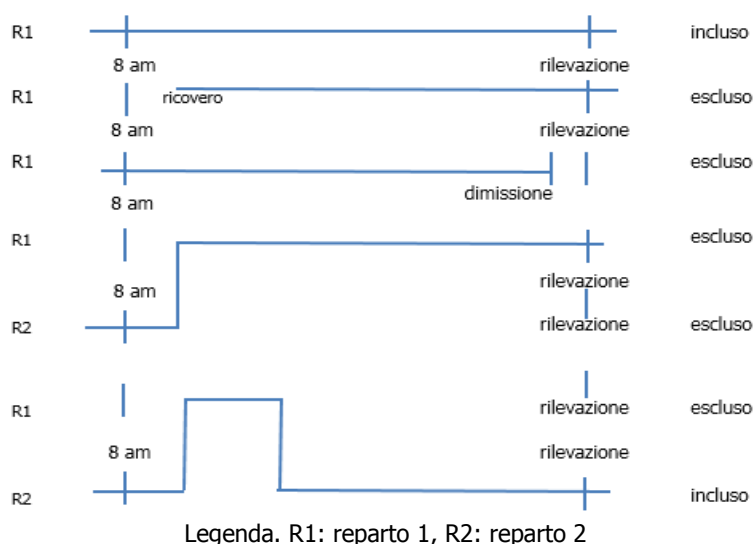 R1 incluso
8 am rilevazione
R1 ricovero escluso
8 am rilevazione
R1 escluso
dimissione
8 am
R1 escluso
8 am rilevazione
R2 rilevazione escluso
R1 rilevazione escluso
8 am rilevazione
R2 incluso
Legenda. R1: reparto 1, R2: reparto 2